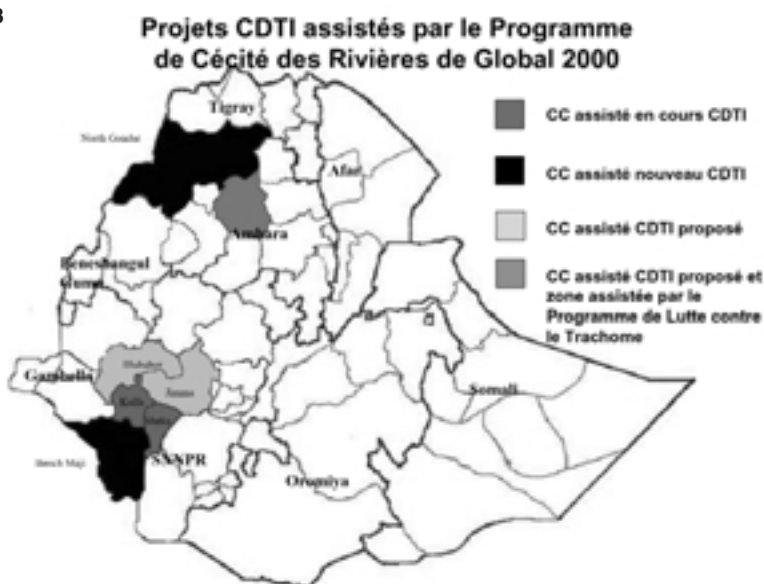 Projets CDTI assistés par le Programme
de Cécité des Rivières de Global 2000
Tigray
North Gondar
CC assisté en cours CDTI
CC assisté nouveau CDTI
Afar
CC assisté CDTI proposé
Amhara
Beneshangul
Gumuz
CC assisté CDTI proposé et
zone assistée par le
Programme de Lutte contre
le Trachome
Illubabor
Gambella
Jimma
Kaffa
Somali
Bench Maji
SNNPR
Oromiya